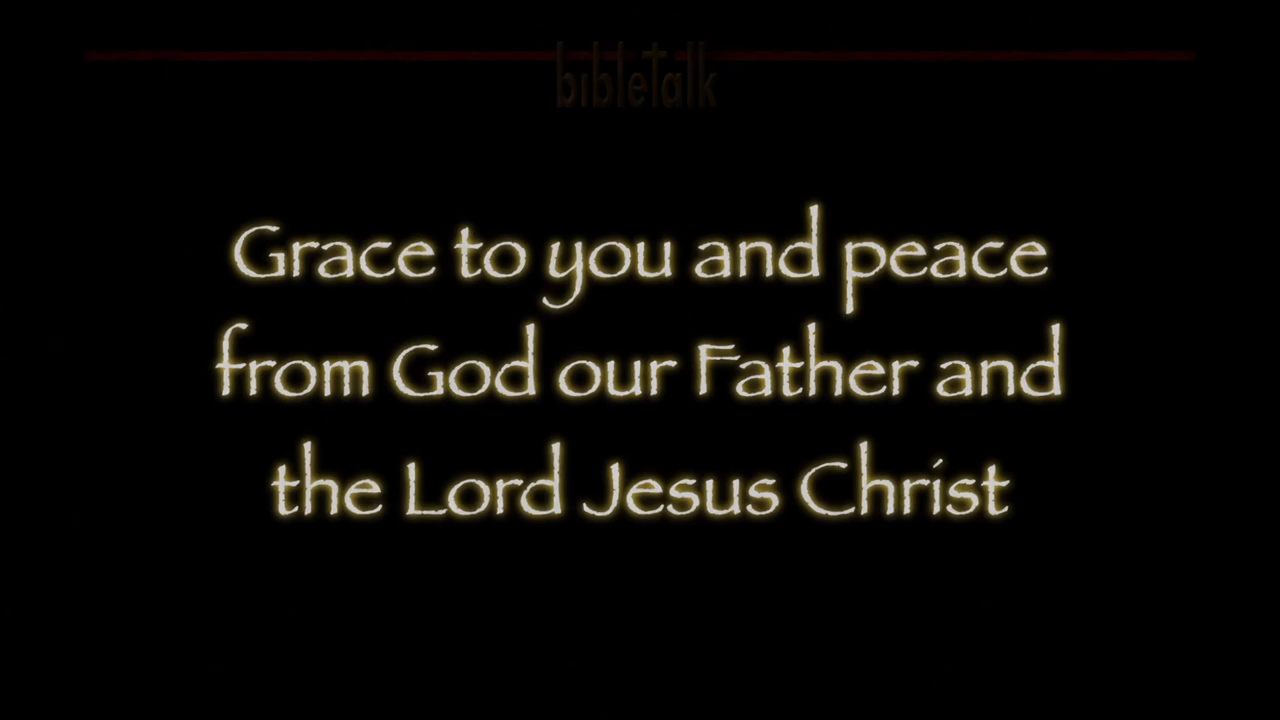 bibleTalk
Grace to you and peace
from God our Father and
the Lord Jesus Christ